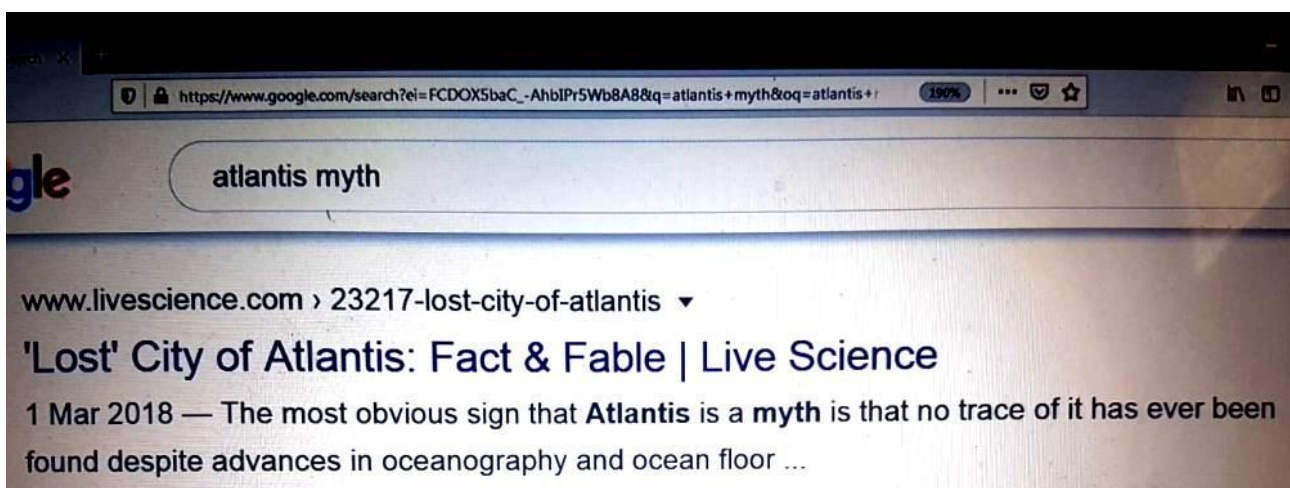 https://www.google.com/search?ei=FCDOX5baC_-AhbIPr5Wb8A8&q=atlantis+myth&oq=atlantis+
190%
gle
atlantis myth
www.livescience.com › 23217-lost-city-of-atlantis
'Lost' City of Atlantis: Fact & Fable | Live Science
1 Mar 2018 — The most obvious sign that Atlantis is a myth is that no trace of it has ever been
found despite advances in oceanography and ocean floor ...